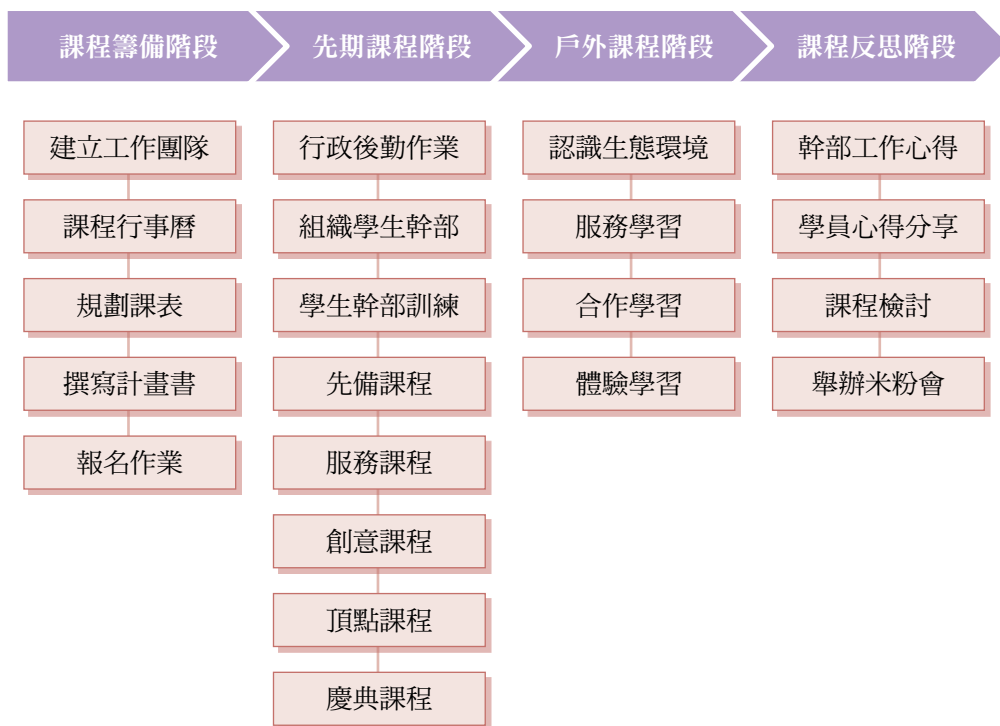 課程籌備階段
先期課程階段
戶外課程階段
課程反思階段
建立工作團隊
課程行事曆
規劃課表
撰寫計畫書
報名作業
行政後勤作業
組織學生幹部
學生幹部訓練
先備課程
服務課程
創意課程
頂點課程
慶典課程
認識生態環境
服務學習
合作學習
體驗學習
幹部工作心得
學員心得分享
課程檢討
舉辦米粉會